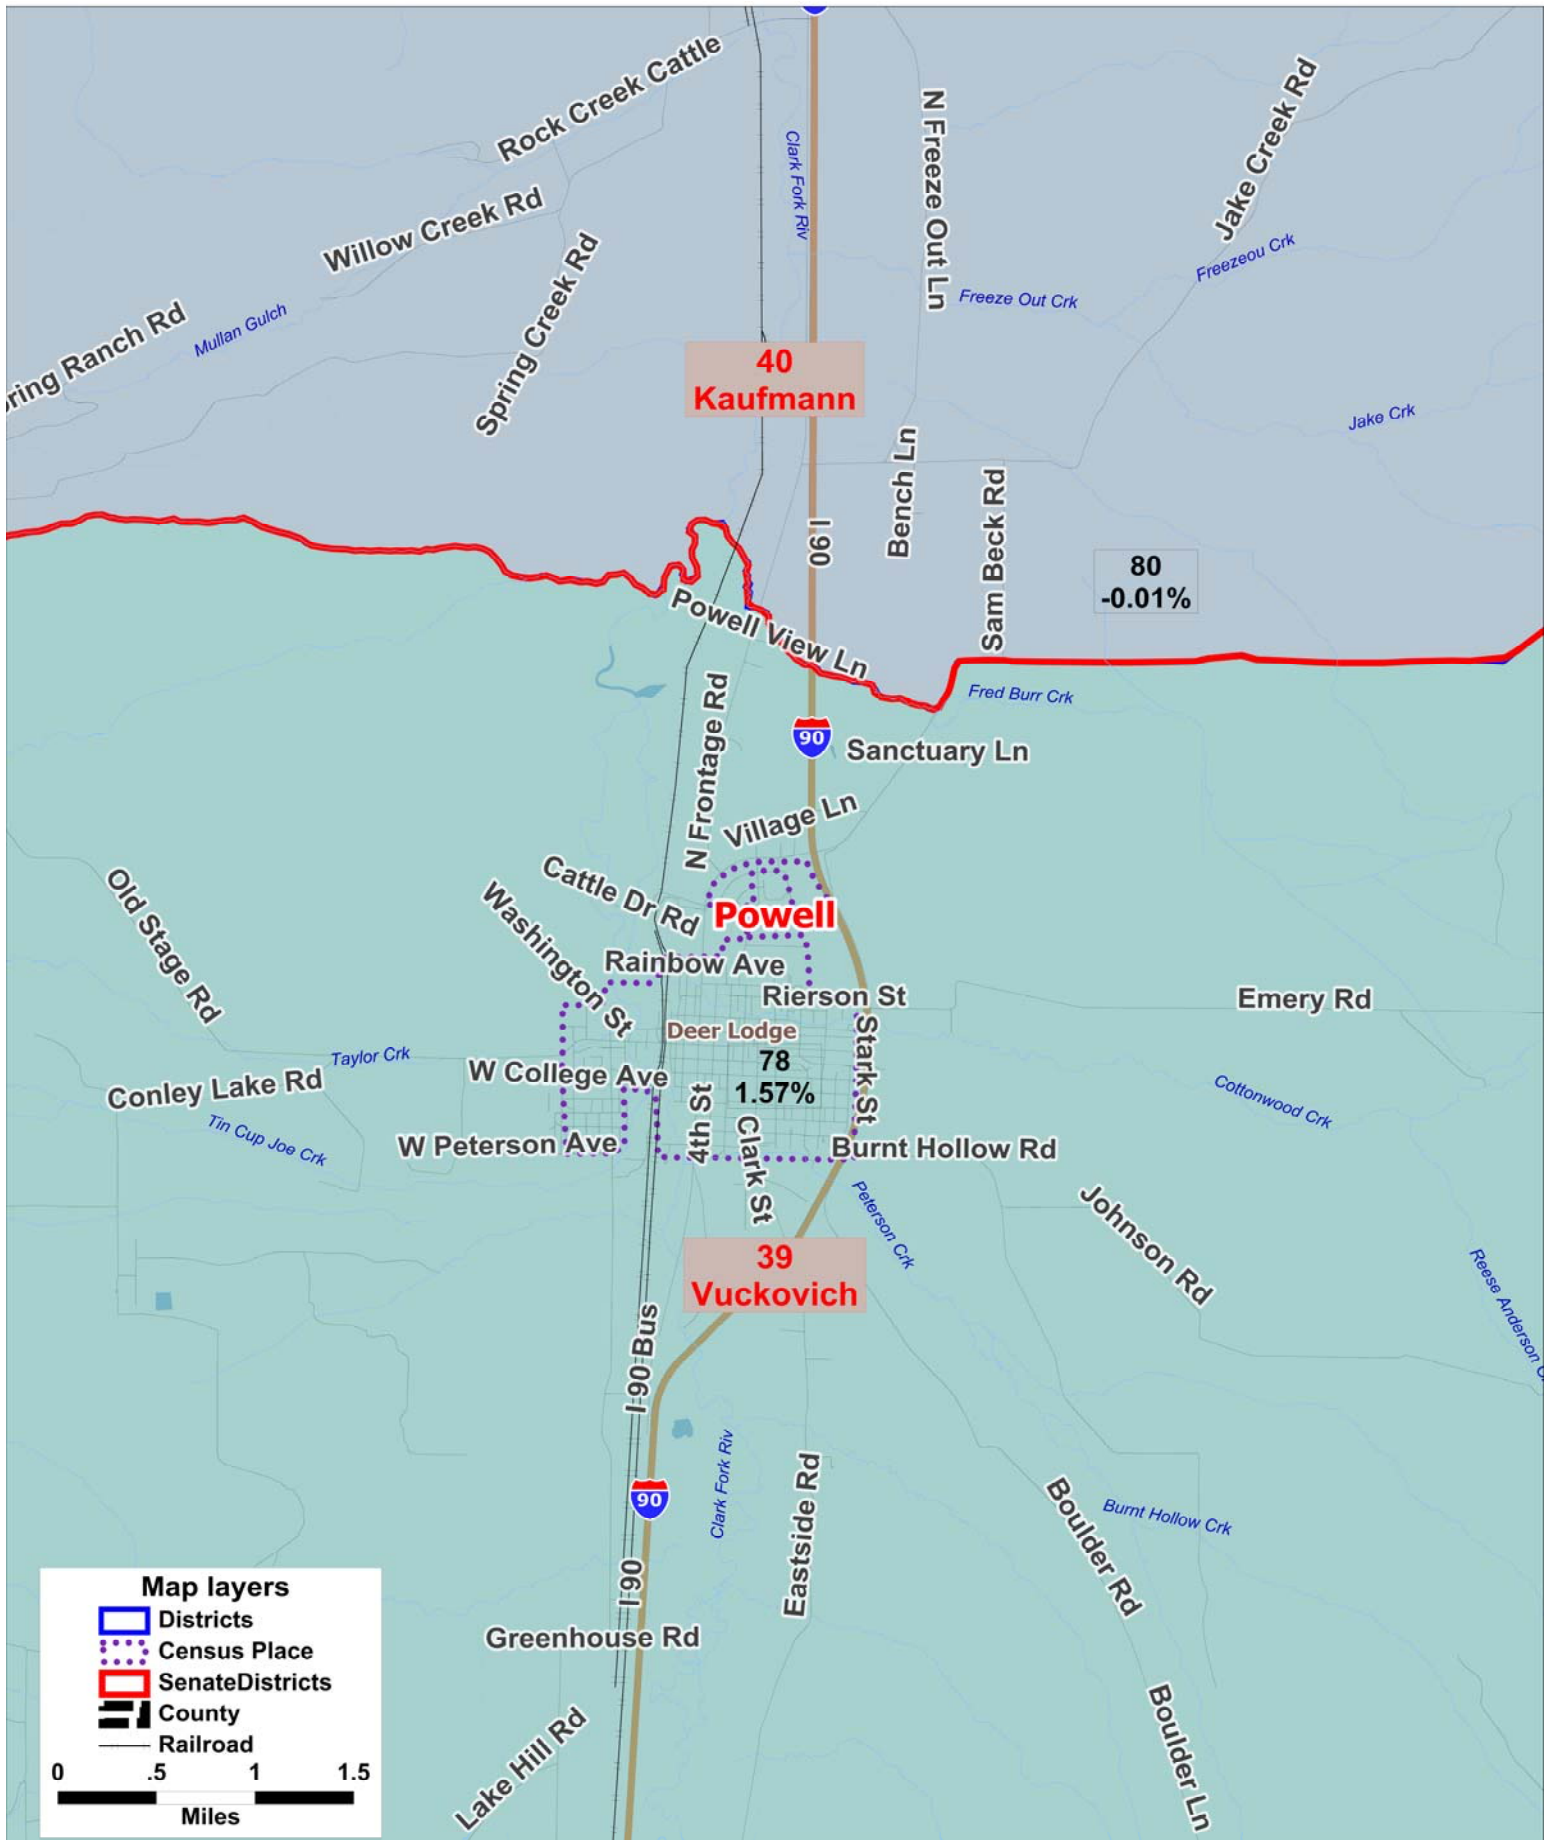 Rock Creek Cattle
N Freeze Out Ln
Jake Creek Rd
Clark Fork Riv
Willow Creek Rd
Spring Creek Rd
Freezeou Crk
Freeze Out Crk
Mullan Gulch
ring Ranch Rd
40
Kaufmann
Jake Crk
Bench Ln
Sam Beck Rd
I 90
80
-0.01%
Powell View Ln
Fred Burr Crk
N Frontage Rd
90
Sanctuary Ln
Village Ln
Cattle Dr Rd
Old Stage Rd
Washington St
Powell
Rainbow Ave
Rierson St
Emery Rd
Deer Lodge
Stark St
Taylor Crk
78
1.57%
W College Ave
Conley Lake Rd
Cottonwood Crk
Tin Cup Joe Crk
4th St
Clark St
W Peterson Ave
Burnt Hollow Rd
Peterson Crk
Johnson Rd
39
Vuckovich
Reese Anderson
I 90 Bus
Clark Fork Riv
Eastside Rd
90
Boulder Rd
Burnt Hollow Crk
I 90
Greenhouse Rd
Lake Hill Rd
Boulder Ln
Map layers
Districts
Census Place
SenateDistricts
County
Railroad
0 .5 1 1.5
Miles